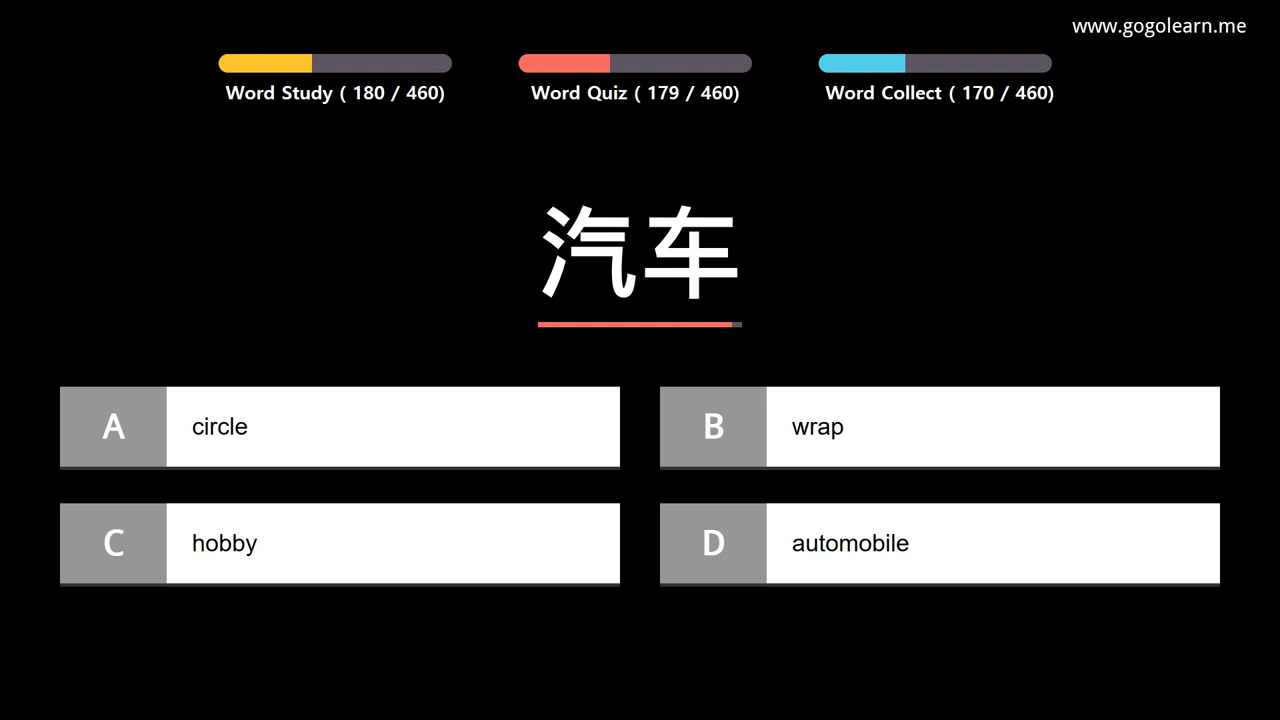 www.gogolearn.me
Word Study ( 180 / 460)
Word Quiz ( 179 / 460)
Word Collect ( 170 / 460)
汽车
A circle
B wrap
C hobby
D automobile